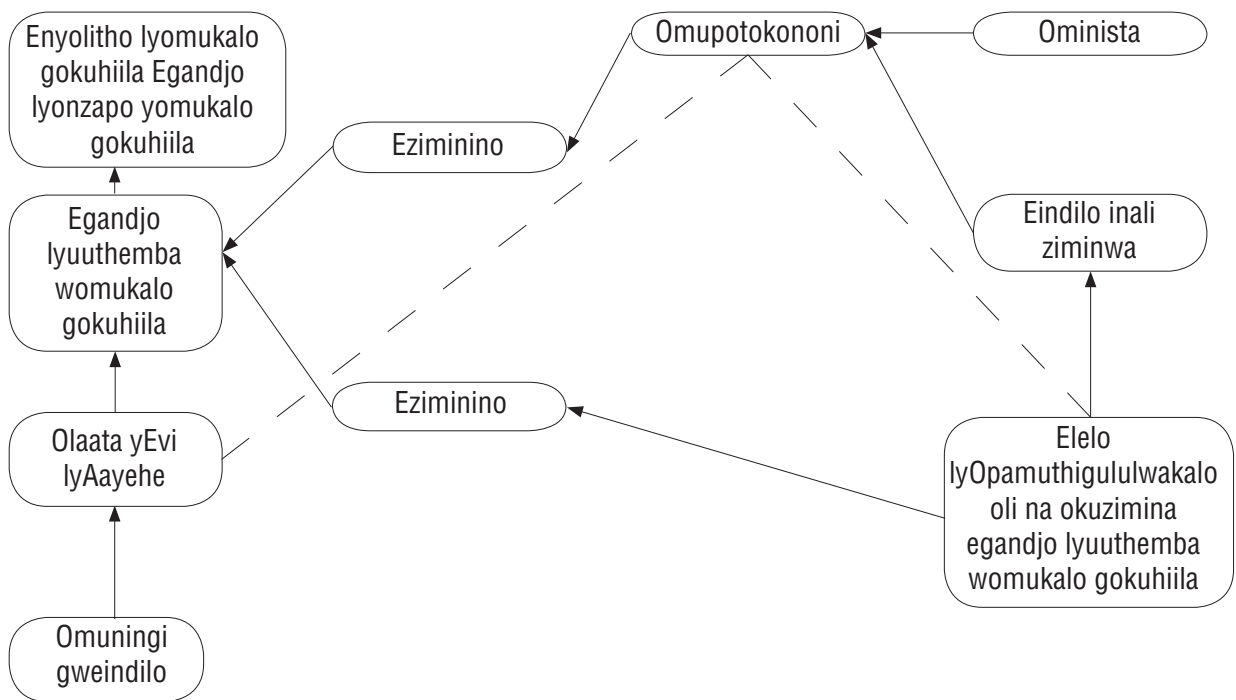 Enyolitho lyomukalo
gokuhiila Egandjo
lyonzapo yomukalo
gokuhiila
Omupotokononi
Ominista
Eziminino
Egandjo
lyuuthemba
womukalo
gokuhiila
Eindilo inali
ziminwa
Eziminino
Olaata yEvi
lyAayehe
Elelo
lyOpamuthigululwakalo
oli na okuzimina
egandjo lyuuthemba
womukalo gokuhiila
Omuningi
gweindilo